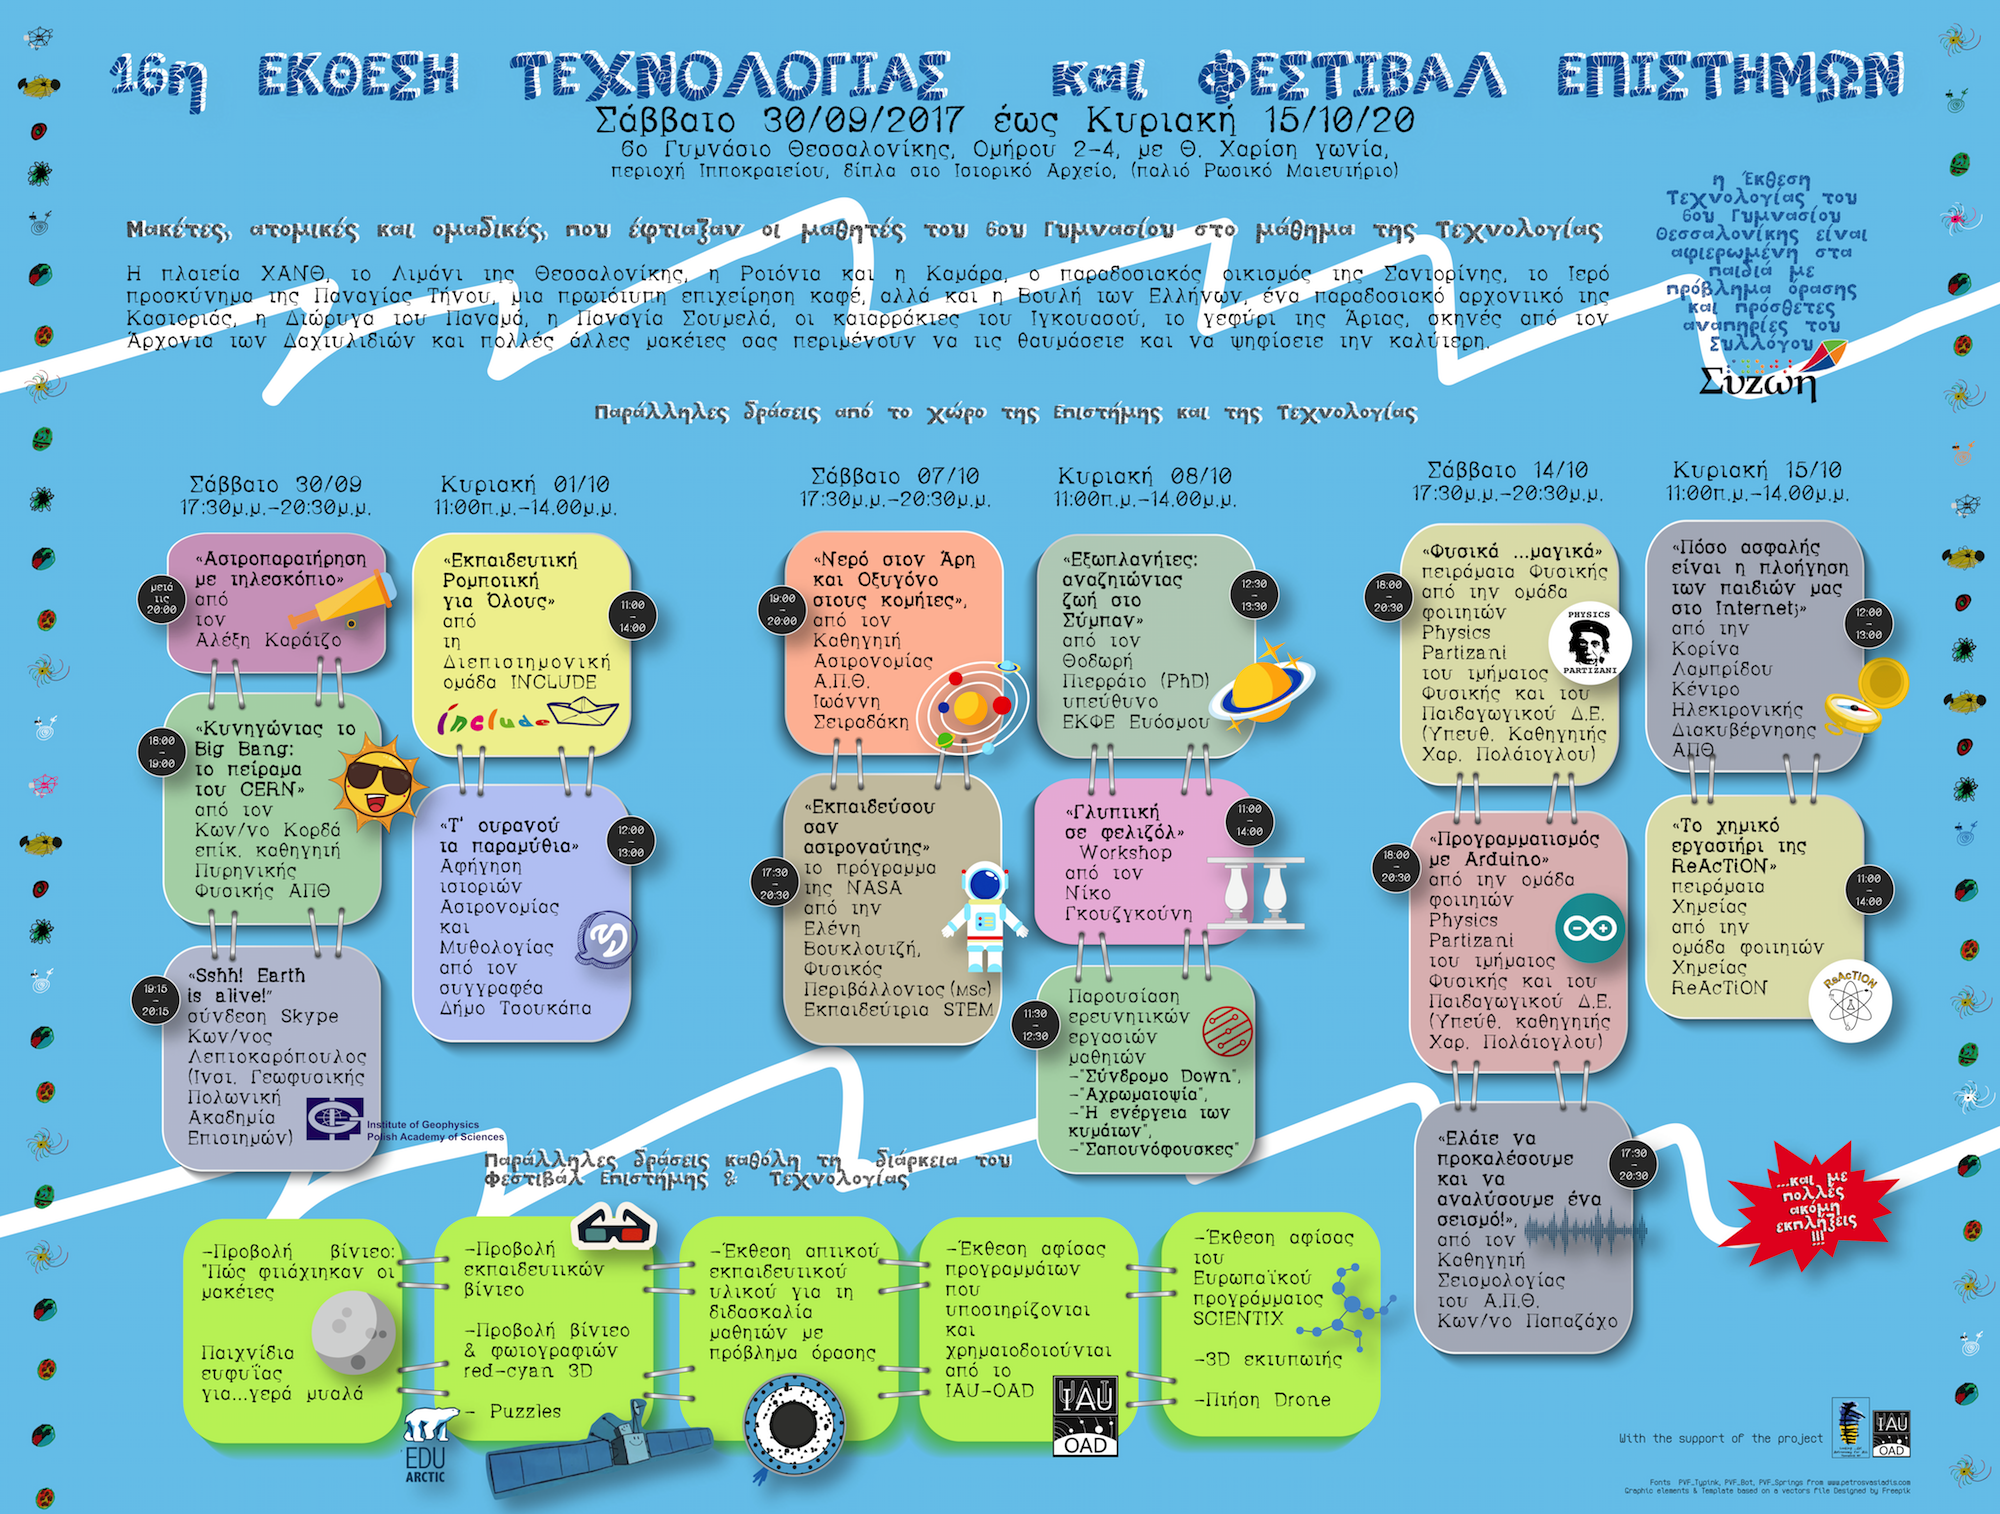 16η ΕΚΘΕΣΗ ΤΕΧΝΟΛΟΓΙΑΣ και ΦΕΣΤΙΒΑΛ ΕΠΙΣΤΗΜΩΝ
Σάββατο 30/09/2017 έως Κυριακή 15/10/20
6ο Γυμνάσιο Θεσσαλονίκης, Ομήρου 2-4, με Θ. Χαρίση γωνία,
περιοχή Ιπποκρατείου, δίπλα στο Ιστορικό Αρχείο, (παλιό Ρωσικό Μαιευτήριο)
η Έκθεση
Τεχνολογίας του
6ου Γυμνασίου
Θεσσαλονίκης είναι
αφιερωμένη στα
παιδιά με
πρόβλημα όρασης
και πρόσθετες
αναπηρίες του
Συλλόγου
Συζωη
Μακέτες, ατομικές και ομαδικές, που έφτιαξαν οι μαθητές του 6ου Γυμνασίου στο μάθημα της Τεχνολογίας
Η πλατεία ΧΑΝΘ, το Λιμάνι της Θεσσαλονίκης, η Ροτόντα και η Καμάρα, ο παραδοσιακός οικισμός της Σαντορίνης, το Ιερό
προσκύνημα της Παναγίας Τήνου, μια πρωτότυπη επιχείρηση καφέ, αλλά και η Βουλή των Ελλήνων, ένα παραδοσιακό αρχοντικό της
Καστοριάς, η Διώρυγα του Παναμά, η Παναγία Σουμελά, οι καταρράκτες του Ιγκουασού, το γεφύρι της Άρτας, σκηνές από τον
Άρχοντα των Δαχτυλιδιών και πολλές άλλες μακέτες σας περιμένουν να τις θαυμάσετε και να ψηφίσετε την καλύτερη.
Παράλληλες δράσεις από το χώρο της Επιστήμης και της Τεχνολογίας
Σάββατο 30/09
17:30μ.μ.-20:30μ.μ.
«Αστροπαρατήρηση
με τηλεσκόπιο»
από
τον
Αλέξη Καράτζο
μετά
τις
20:00
«Κυνηγώντας το
Big Bang:
το πείραμα
του CERN»
από τον
Κων/νο Κορδά
επίκ. καθηγητή
Πυρηνικής
Φυσικής ΑΠΘ
18:00
-
19:00
«Sshh! Earth
is alive!"
σύνδεση Skype
Κων/νος
Λεπτοκαρόπουλος
(Ινστ. Γεωφυσικής
Πολωνική
Ακαδημία
Επιστημών)
19:15
-
20:15
Institute of Geophysics
Polish Academy of Sciences
Κυριακή 01/10
11:00π.μ.-14.00μ.μ.
«Εκπαιδευτική
Ρομποτική
για Όλους»
από
τη
Διεπιστημονική
ομάδα INCLUDE
include
11:00
-
14:00
«Τ' ουρανού
τα παραμύθια»
Αφήγηση
ιστοριών
Αστρονομίας
και
Μυθολογίας
από τον
συγγραφέα
Δήμο Τσουκάπα
12:00
-
13:00
Σάββατο 07/10
17:30μ.μ.-20:30μ.μ.
«Νερό στον Άρη
και Οξυγόνο
στους κομήτες»,
από τον
Καθηγητή
Αστρονομίας
Α.Π.Θ.
Ιωάννη
Σειραδάκη
19:00
-
20:00
«Εκπαιδεύσου
σαν
αστροναύτης»
το πρόγραμμα
της NASA
από την
Ελένη
Βουκλουτζή,
Φυσικός
Περιβάλλοντος (MSc)
Εκπαιδεύτρια STEM
17:30
-
20:30
Κυριακή 08/10
11:00π.μ.-14.00μ.μ.
«Εξωπλανήτες:
αναζητώντας
ζωή στο
Σύμπαν»
από τον
Θοδωρή
Πιερράτο (PhD)
υπεύθυνο
ΕΚΦΕ Ευόσμου
12:30
-
13:30
«Γλυπτική
σε φελιζόλ»
Workshop
από τον
Νίκο
Γκουζγκούνη
11:00
-
14:00
Παρουσίαση
ερευνητικών
εργασιών
μαθητών
-"Σύνδρομο Down",
-"Αχρωματοψία",
-"Η ενέργεια των
κυμάτων",
-"Σαπουνόφουσκες"
11:30
-
12:30
Σάββατο 14/10
17:30μ.μ.-20:30μ.μ.
«Φυσικά ...μαγικά»
πειράματα Φυσικής
από την ομάδα
φοιτητών
Physics
Partizani
του τμήματος
Φυσικής και του
Παιδαγωγικού Δ.Ε.
(Υπευθ. Καθηγητής
Χαρ. Πολάτογλου)
18:00
-
20:30
PHYSICS
PARTIZANI
«Προγραμματισμός
με Arduino»
από την ομάδα
φοιτητών
Physics
Partizani
του τμήματος
Φυσικής και του
Παιδαγωγικού Δ.Ε.
(Υπεύθ. καθηγητής
Χαρ. Πολάτογλου)
18:00
-
20:30
«Ελάτε να
προκαλέσουμε
και να
αναλύσουμε ένα
σεισμό!»,
από τον
Καθηγητή
Σεισμολογίας
του Α.Π.Θ.
Κων/νο Παπαζάχο
17:30
-
20:30
Κυριακή 15/10
11:00π.μ.-14.00μ.μ.
«Πόσο ασφαλής
είναι η πλοήγηση
των παιδιών μας
στο Internet;»
από την
Κορίνα
Λαμπρίδου
Κέντρο
Ηλεκτρονικής
Διακυβέρνησης
ΑΠΘ
12:00
-
13:00
«Το χημικό
εργαστήρι της
ReAcTiON»
πειράματα
Χημείας
από την
ομάδα φοιτητών
Χημείας
ReAcTiON
11:00
-
14:00
ReAcTiON
...και με
πολλές
ακόμη
εκπλήξεις
!!!
Παράλληλες δράσεις καθόλη τη διάρκεια του
Φεστιβάλ Επιστήμης & Τεχνολογίας
-Προβολή βίντεο:
"Πώς φτιάχτηκαν οι
μακέτες
Παιχνίδια
ευφυΐας
για...γερά μυαλά
-Προβολή
εκπαιδευτικών
βίντεο
-Προβολή βίντεο
& φωτογραφιών
red-cyan 3D
- Puzzles
EDU
ARCTIC
-Έκθεση απτικού
εκπαιδευτικού
υλικού για τη
διδασκαλία
μαθητών με
πρόβλημα όρασης
-Έκθεση αφίσας
προγραμμάτων
που
υποστηρίζονται
και
χρηματοδοτούνται
από το
IAU-OAD
IAU
OAD
-Έκθεση αφίσας
του
Ευρωπαϊκού
προγράμματος
SCIENTIX
-3D εκτυπωτής
-Πτήση Drone
With the support of the project
IAU
OAD
Fonts PVF_Typink, PVF_Bot, PVF_Springs from www.petrosvasiadis.com
Graphic elements & Template based on a vectors file Designed by Freepik